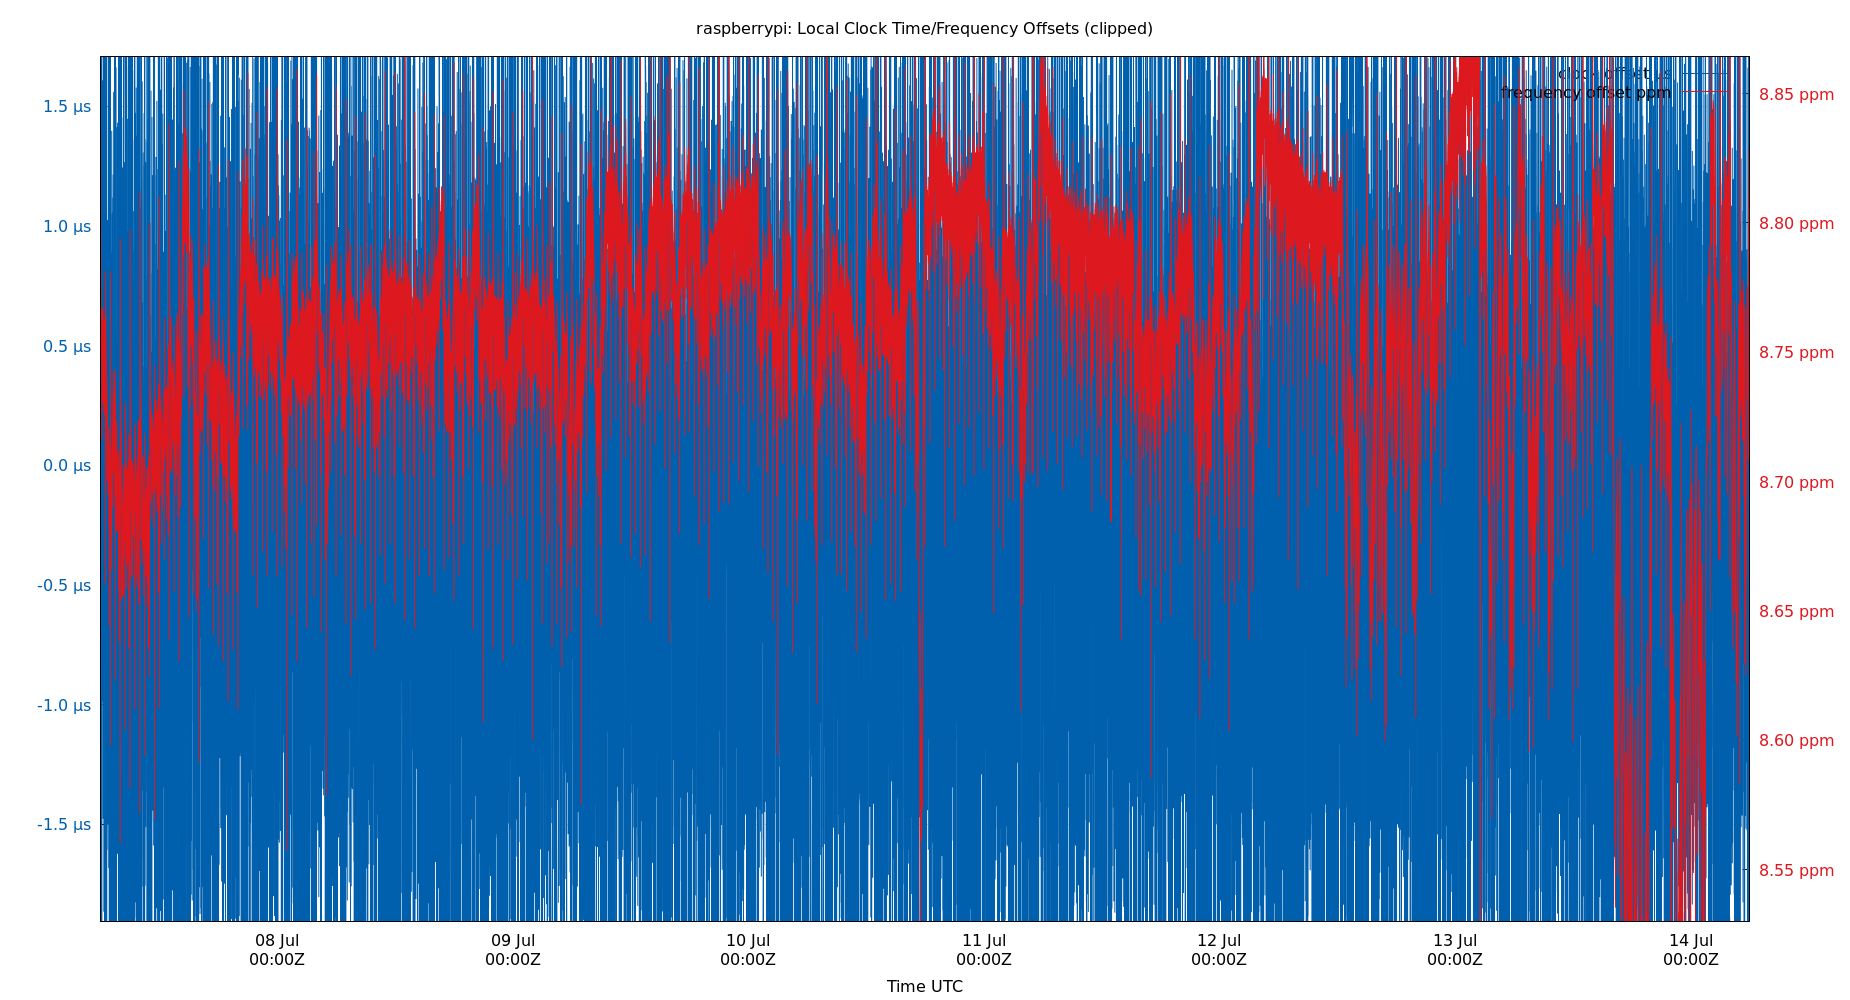 raspberrypi: Local Clock Time/Frequency Offsets (clipped)
clock offset µs
frequency offset ppm
1.5 µs
1.0 µs
0.5 µs
0.0 µs
-0.5 µs
-1.0 µs
-1.5 µs
8.85 ppm
8.80 ppm
8.75 ppm
8.70 ppm
8.65 ppm
8.60 ppm
8.55 ppm
08 Jul
00:00Z
09 Jul
00:00Z
10 Jul
00:00Z
11 Jul
00:00Z
12 Jul
00:00Z
13 Jul
00:00Z
14 Jul
00:00Z
Time UTC